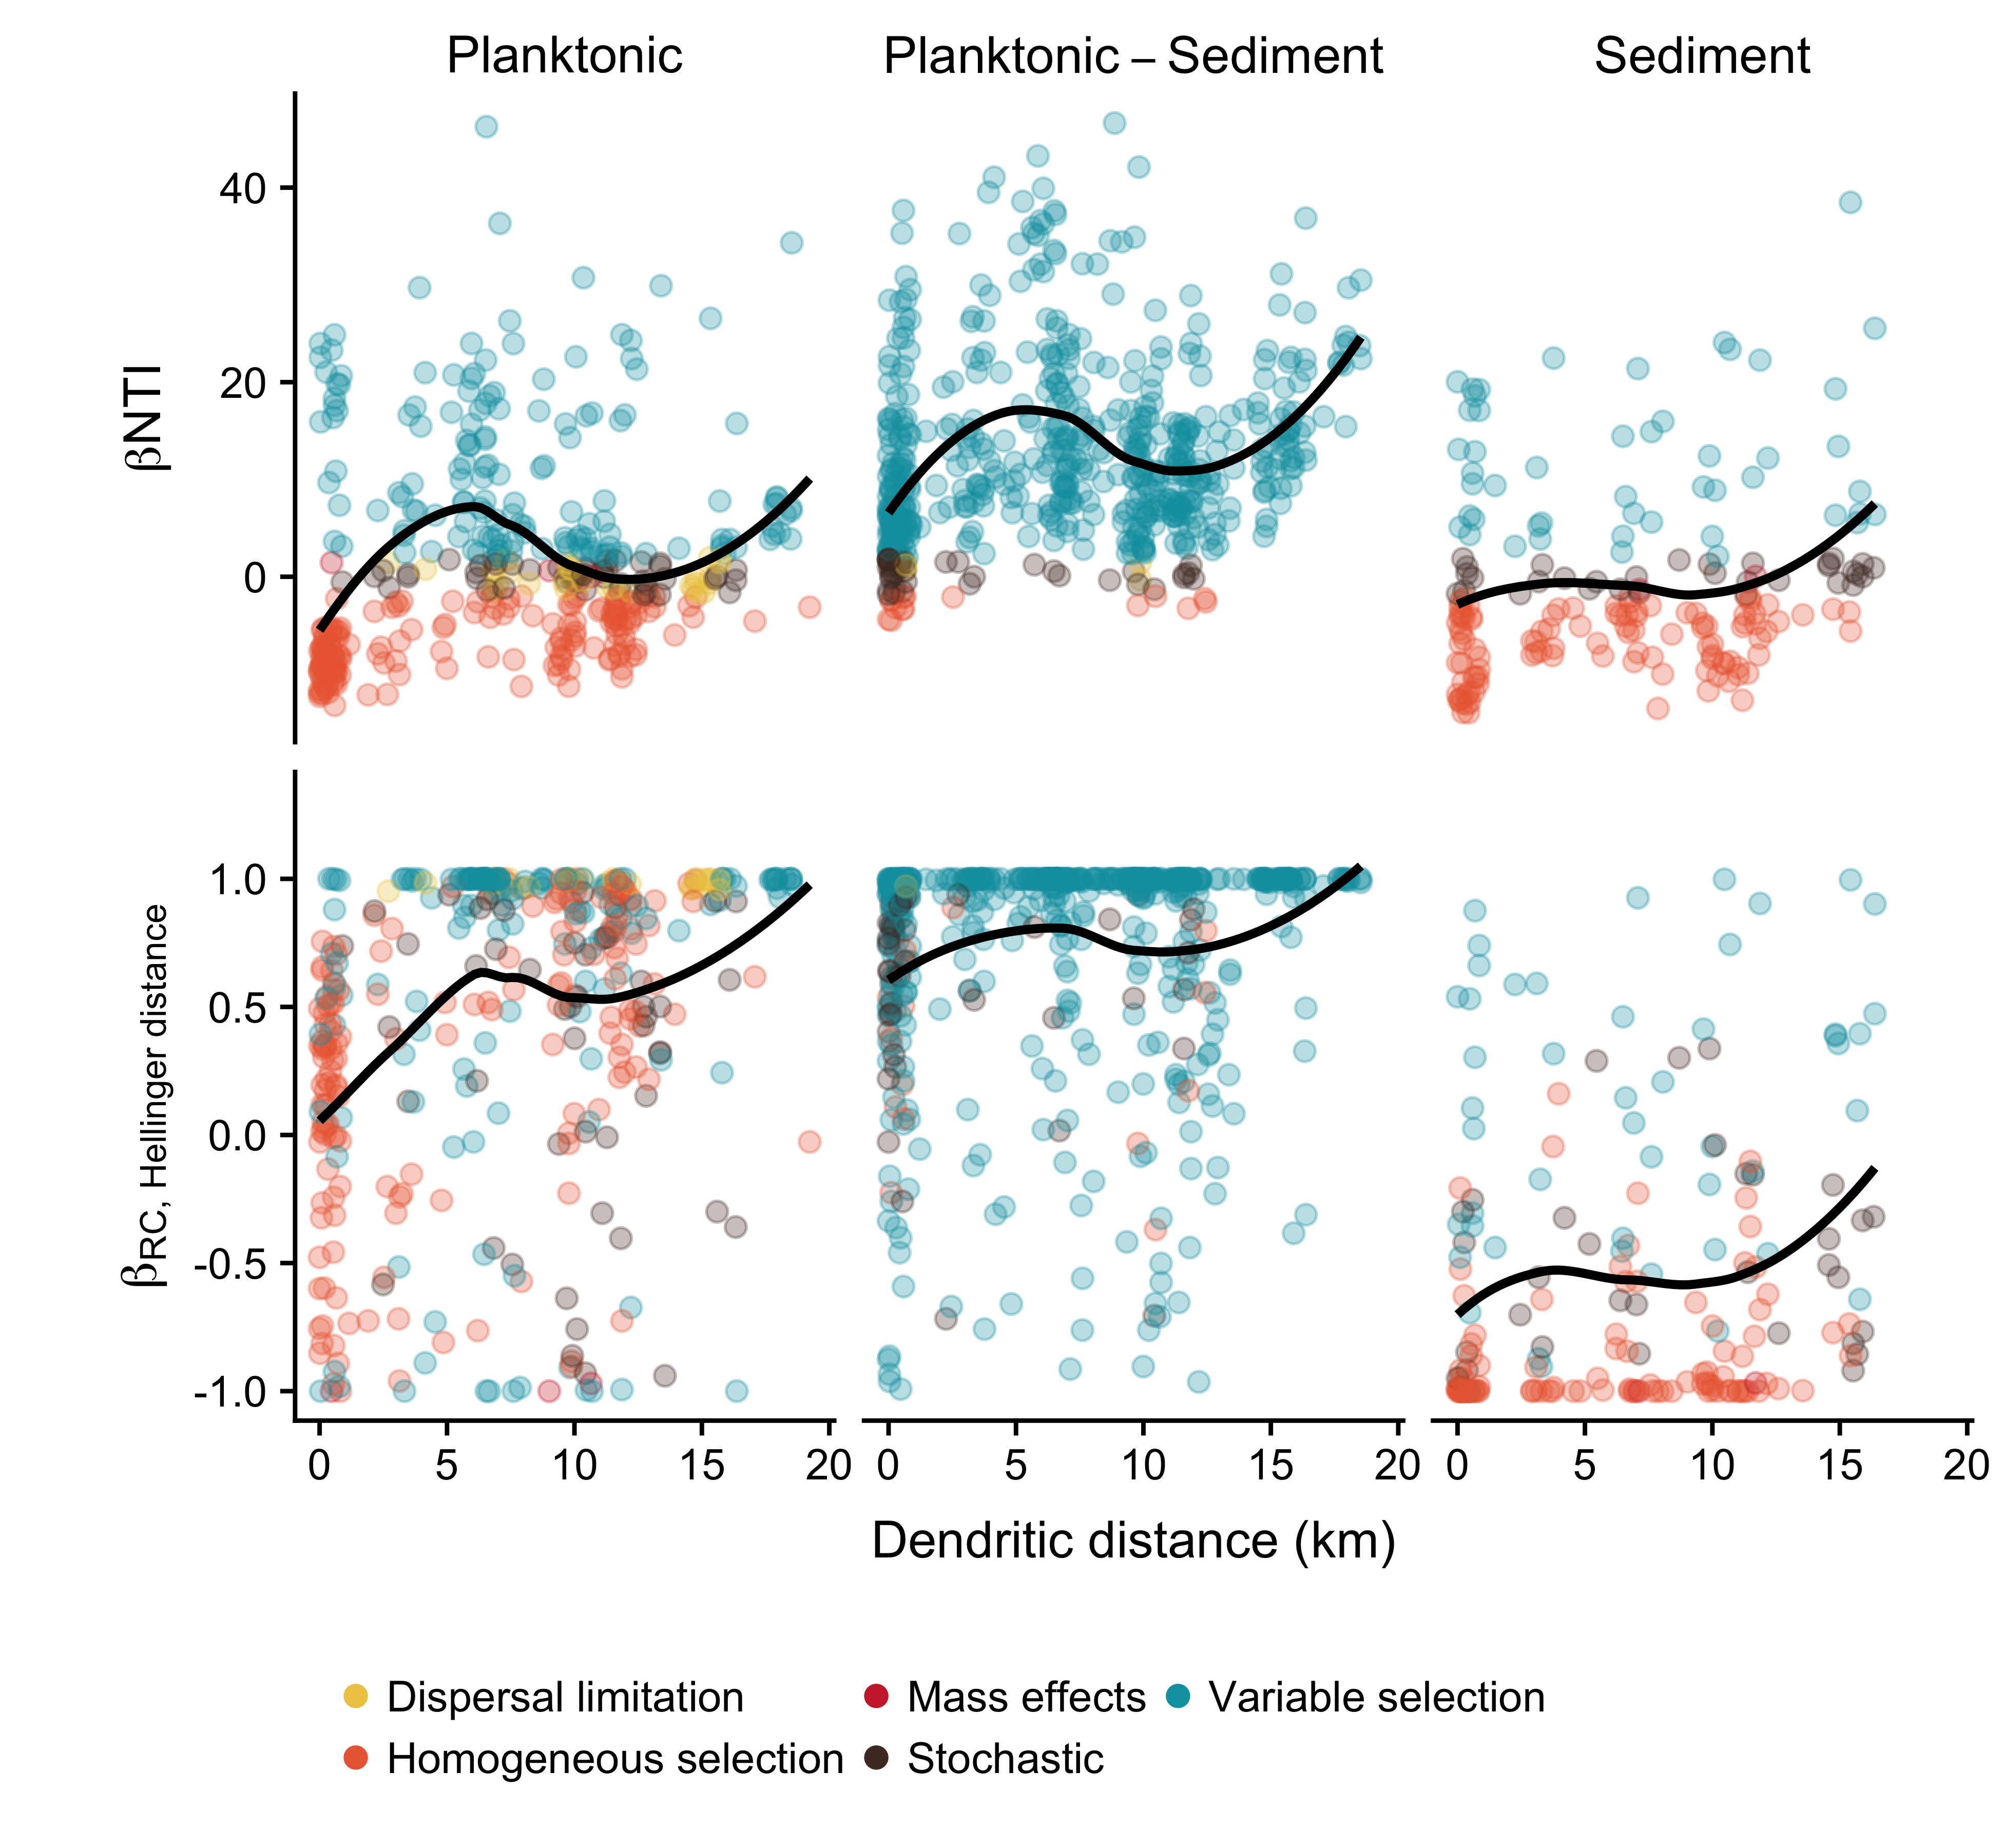 Planktonic Planktonic – Sediment Sediment
βNTI
40
20
0
βRC, Hellinger distance
1.0
0.5
0.0
-0.5
-1.0
0 5 10 15 20 0 5 10 15 20 0 5 10 15 20
Dendritic distance (km)
Dispersal limitation Mass effects Variable selection
Homogeneous selection Stochastic